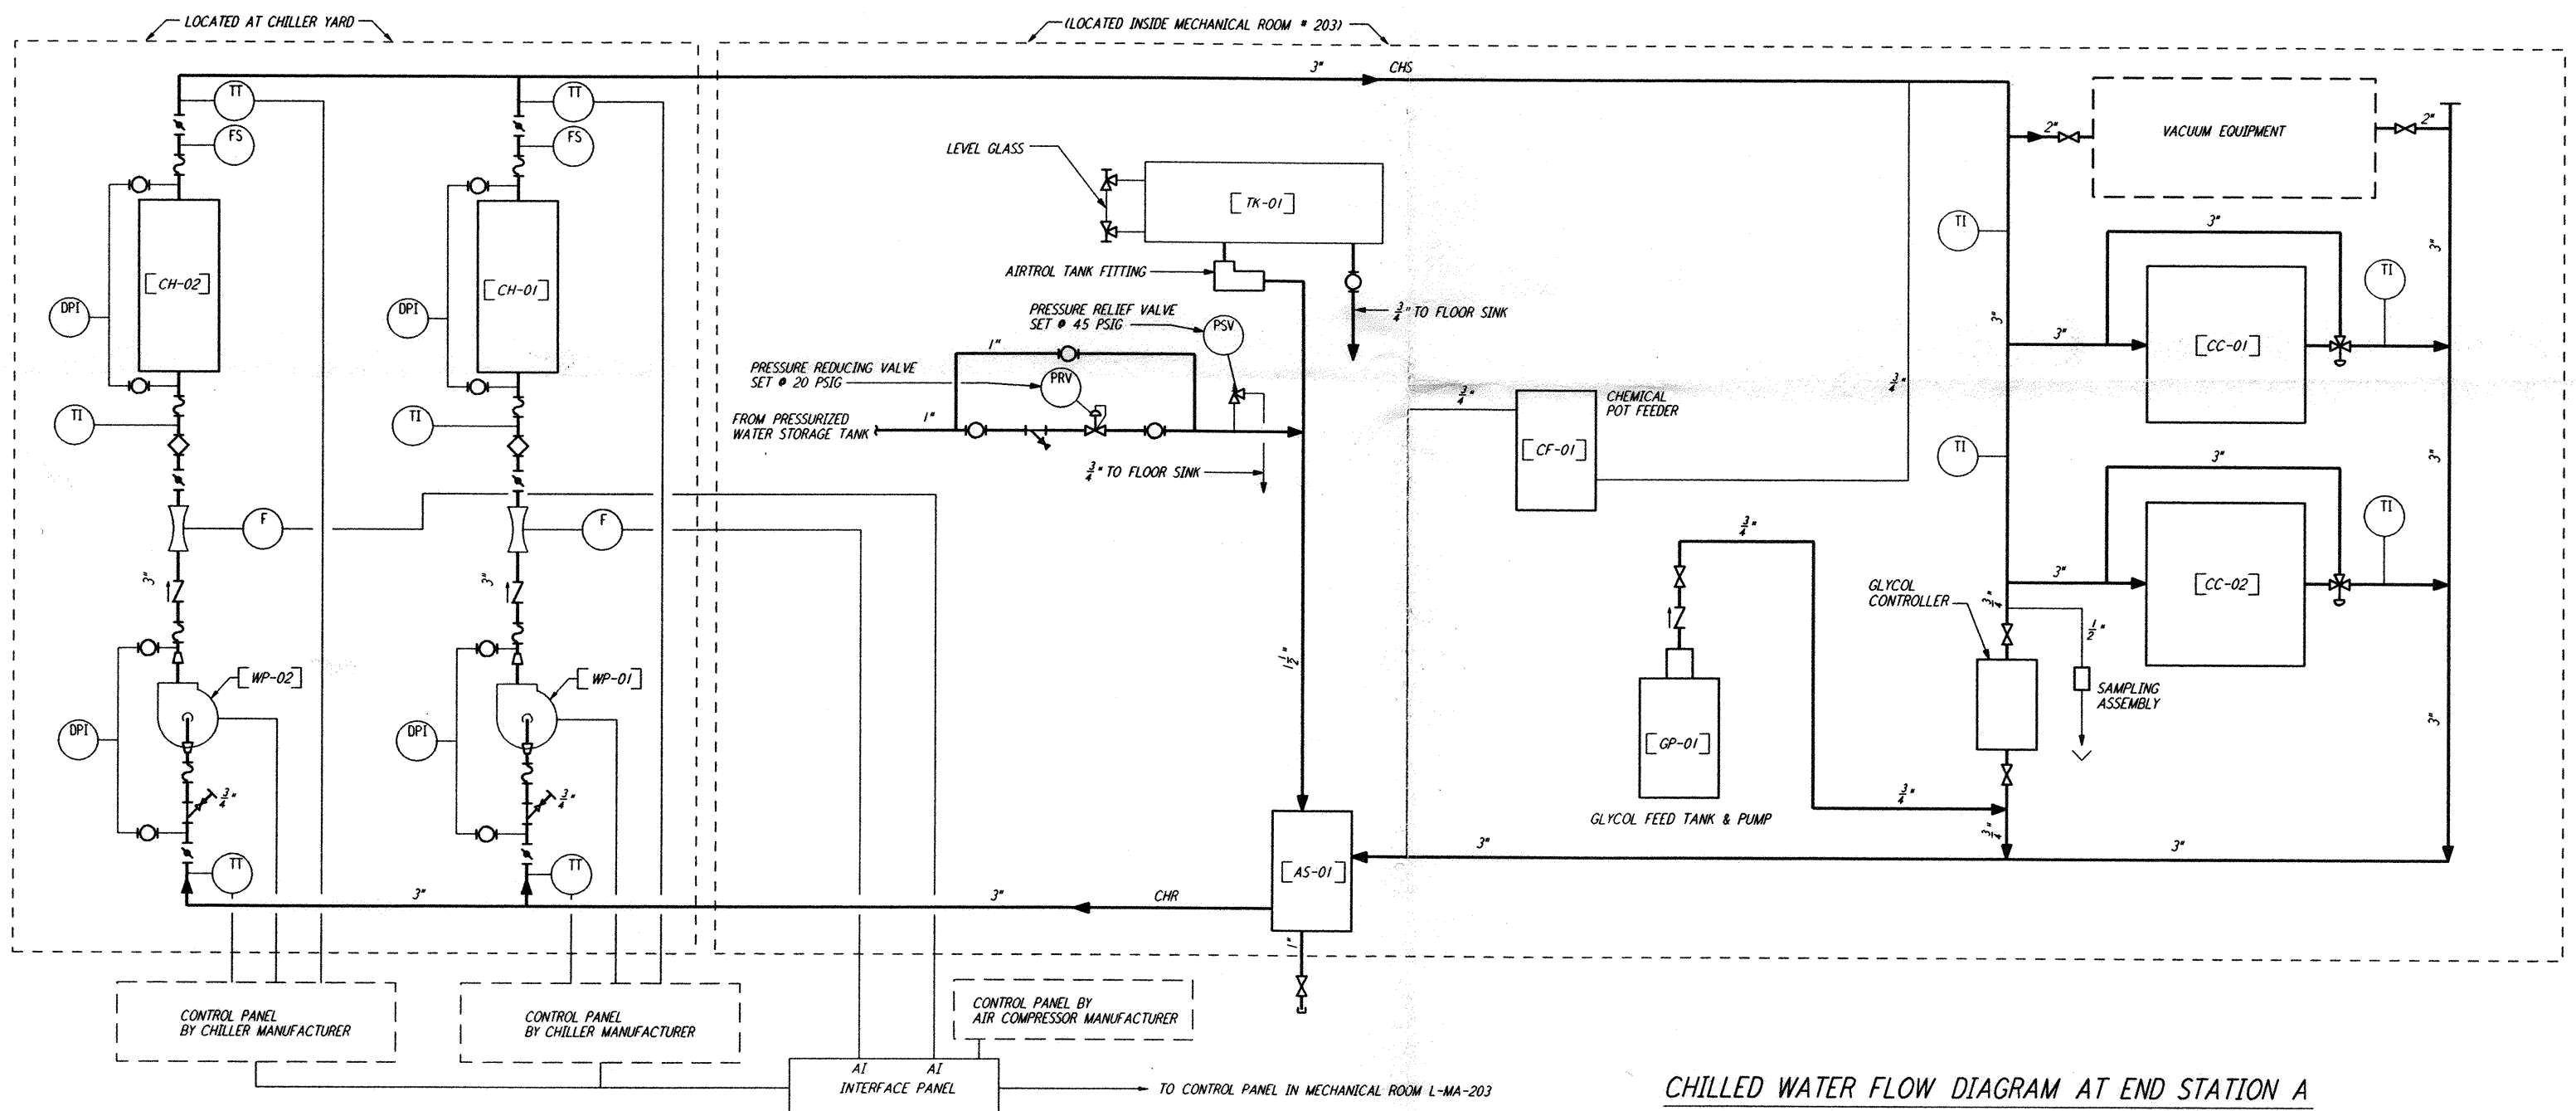 LOCATED AT CHILLER YARD
(LOCATED INSIDE MECHANICAL ROOM # 203)
3" CHS
TT
TT
FS
FS
2"
VACUUM EQUIPMENT
2"
LEVEL GLASS
[TK-01]
TI
3"
3"
[CH-02]
[CH-01]
AIRTROL TANK FITTING
TI
DPI
DPI
PRESSURE RELIEF VALVE
SET @ 45 PSIG
PSV
3/4" TO FLOOR SINK
3"
3"
[CC-01]
1"
PRESSURE REDUCING VALVE
SET @ 20 PSIG
PRV
3/4"
3/4"
CHEMICAL
POT FEEDER
TI
TI
1"
FROM PRESSURIZED
WATER STORAGE TANK
[CF-01]
TI
3"
3"
3/4" TO FLOOR SINK
F
F
3/4"
TI
3"
3"
3"
[CC-02]
GLYCOL
CONTROLLER
3/4"
1/2"
1 1/2"
[WP-02]
[WP-01]
SAMPLING
ASSEMBLY
3"
DPI
DPI
[GP-01]
3/4"
3/4"
3/4"
GLYCOL FEED TANK & PUMP
3/4"
3"
3"
TT
TT
[AS-01]
3"
3"
CHR
1"
CONTROL PANEL
BY CHILLER MANUFACTURER
CONTROL PANEL
BY CHILLER MANUFACTURER
CONTROL PANEL BY
AIR COMPRESSOR MANUFACTURER
AI AI
INTERFACE PANEL
TO CONTROL PANEL IN MECHANICAL ROOM L-MA-203
CHILLED WATER FLOW DIAGRAM AT END STATION A